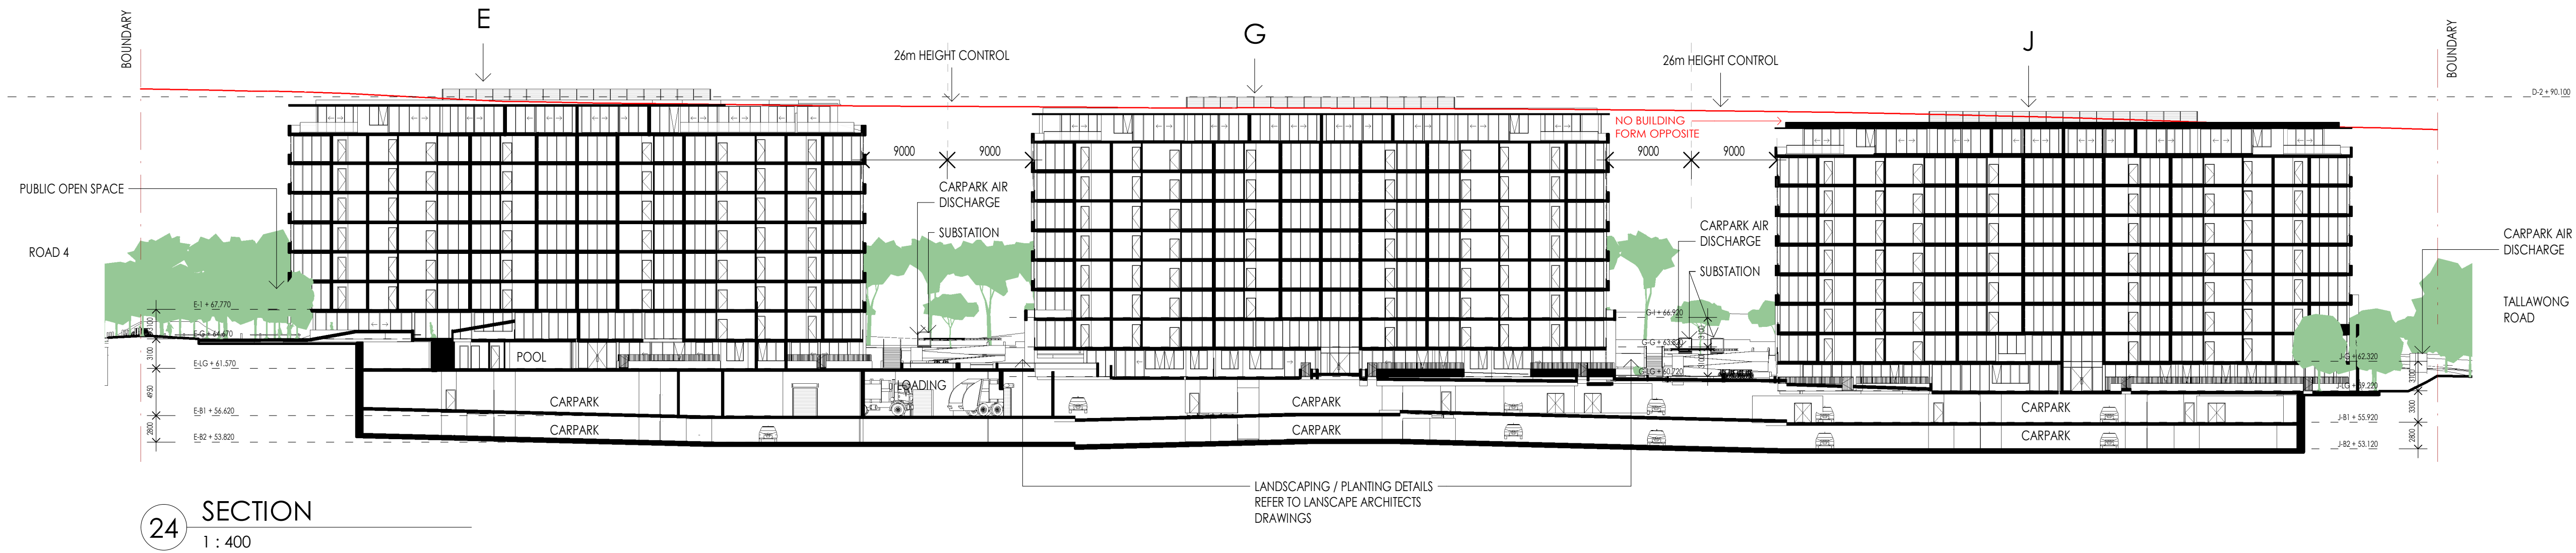 BOUNDARY
E
26m HEIGHT CONTROL
G
26m HEIGHT CONTROL
J
BOUNDARY
D-2 + 90.100
NO BUILDING
FORM OPPOSITE
9000
9000
9000
9000
PUBLIC OPEN SPACE
ROAD 4
CARPARK AIR
DISCHARGE
SUBSTATION
CARPARK AIR
DISCHARGE
SUBSTATION
CARPARK AIR
DISCHARGE
TALLAWONG
ROAD
E-1 + 67.770
3100
E-G + 64.670
3100
E-LG + 61.570
4950
E-B1 + 56.620
2800
E-B2 + 53.820
POOL
LOADING
CARPARK
CARPARK
G-1 + 66.920
3100
G-G + 63.820
3100
G-LG + 60.720
CARPARK
CARPARK
J-G + 62.320
3100
J-LG + 59.220
3300
J-B1 + 55.920
2800
J-B2 + 53.120
CARPARK
CARPARK
LANDSCAPING / PLANTING DETAILS
REFER TO LANSCAPE ARCHITECTS
DRAWINGS
24
SECTION
1 : 400